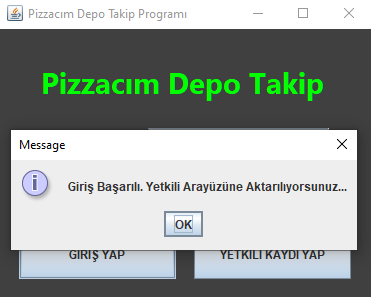 Pizzacım Depo Takip Programı
Pizzacım Depo Takip
Message
Giriş Başarılı. Yetkili Arayüzüne Aktarılıyorsunuz...
OK
GİRİŞ YAP
YETKİLİ KAYDI YAP